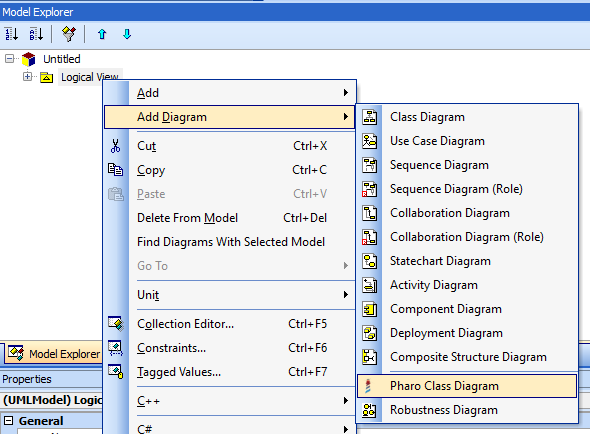 Model Explorer
Untitled
Logical View
Add
Add Diagram
Cut Ctrl+X
Copy Ctrl+C
Paste Ctrl+V
Delete From Model Ctrl+Del
Find Diagrams With Selected Model
Go To
Unit
Collection Editor... Ctrl+F5
Constraints... Ctrl+F6
Tagged Values... Ctrl+F7
C++
C#
Class Diagram
Use Case Diagram
Sequence Diagram
Sequence Diagram (Role)
Collaboration Diagram
Collaboration Diagram (Role)
Statechart Diagram
Activity Diagram
Component Diagram
Deployment Diagram
Composite Structure Diagram
Pharo Class Diagram
Robustness Diagram
Model Explorer
Properties
(UMLModel) Logic
General